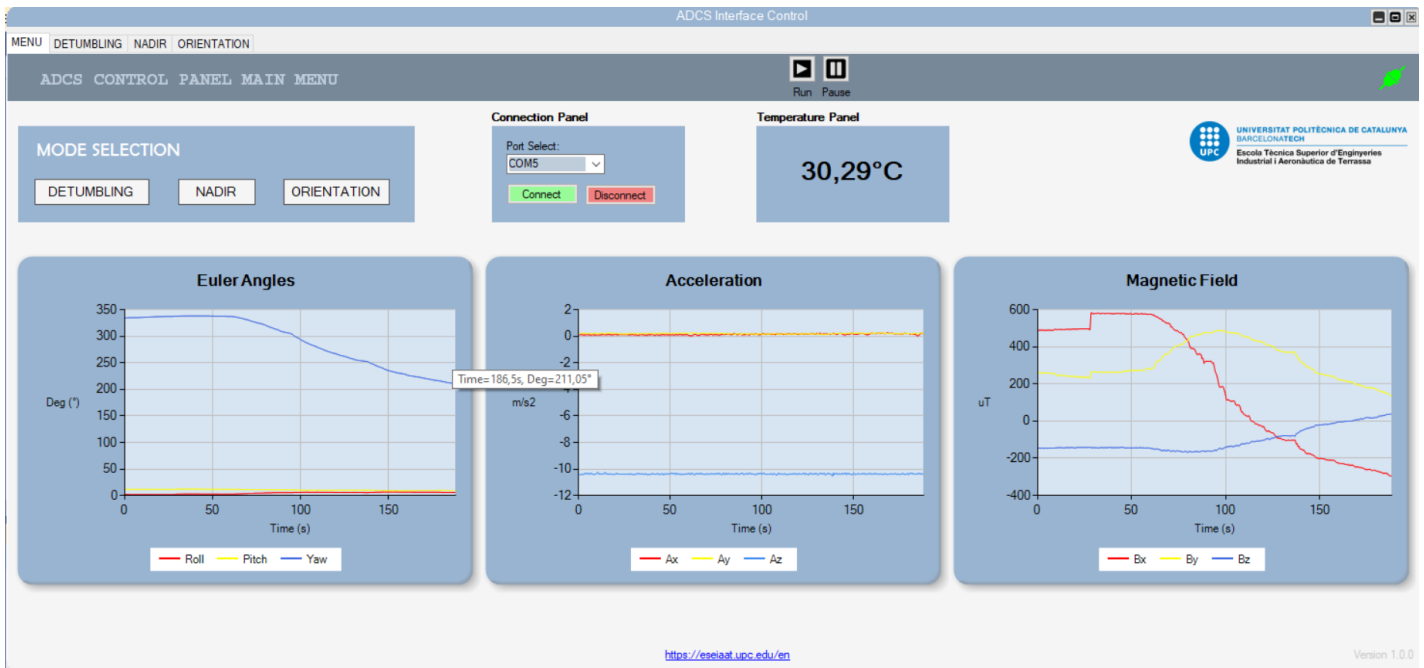 ADCS Interface Control
MENU DETUMBLING NADIR ORIENTATION
ADCS CONTROL PANEL MAIN MENU
Run Pause
MODE SELECTION
DETUMBLING NADIR ORIENTATION
Connection Panel
Port Select:
COM5
Connect Disconnect
Temperature Panel
30,29°C
UPC
UNIVERSITAT POLITÈCNICA DE CATALUNYA
BARCELONATECH
Escola Tècnica Superior d'Enginyeries
Industrial i Aeronàutica de Terrassa
Euler Angles
350
300
250
200
Deg (°)
150
100
50
0
0 50 100 150
Time (s)
Roll Pitch Yaw
Time=186,5s, Deg=211,05°
Acceleration
2
0
-2
m/s2
-6
-8
-10
-12
0 50 100 150
Time (s)
Ax Ay Az
Magnetic Field
600
400
200
uT
0
-200
-400
0 50 100 150
Time (s)
Bx By Bz
https://eseiaat.upc.edu/en
Version 1.0.0